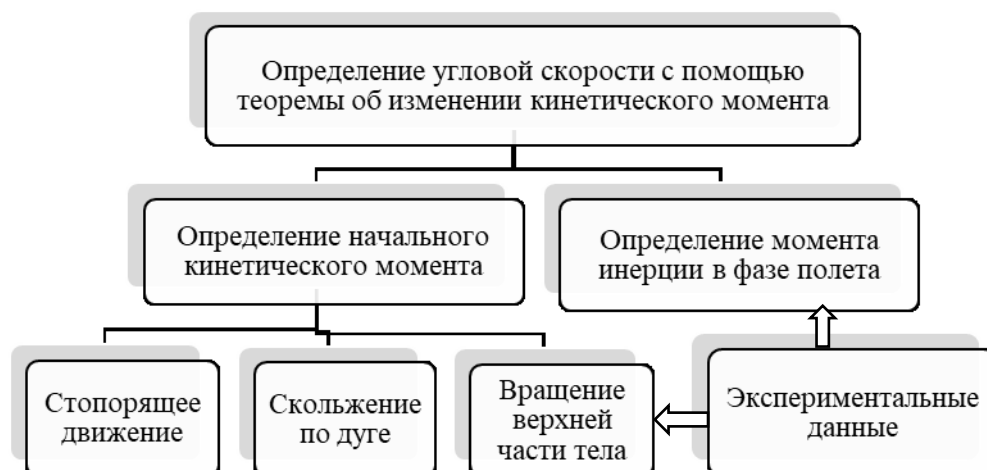 Определение угловой скорости с помощью
теоремы об изменении кинетического момента
Определение начального
кинетического момента
Определение момента
инерции в фазе полета
Стопорящее
движение
Скольжение
по дуге
Вращение
верхней
части тела
Экспериментальные
данные